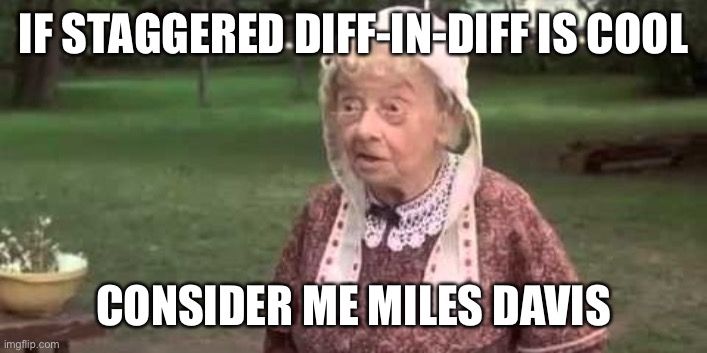 IF STAGGERED DIFF-IN-DIFF IS COOL
CONSIDER ME MILES DAVIS
imgflip.com